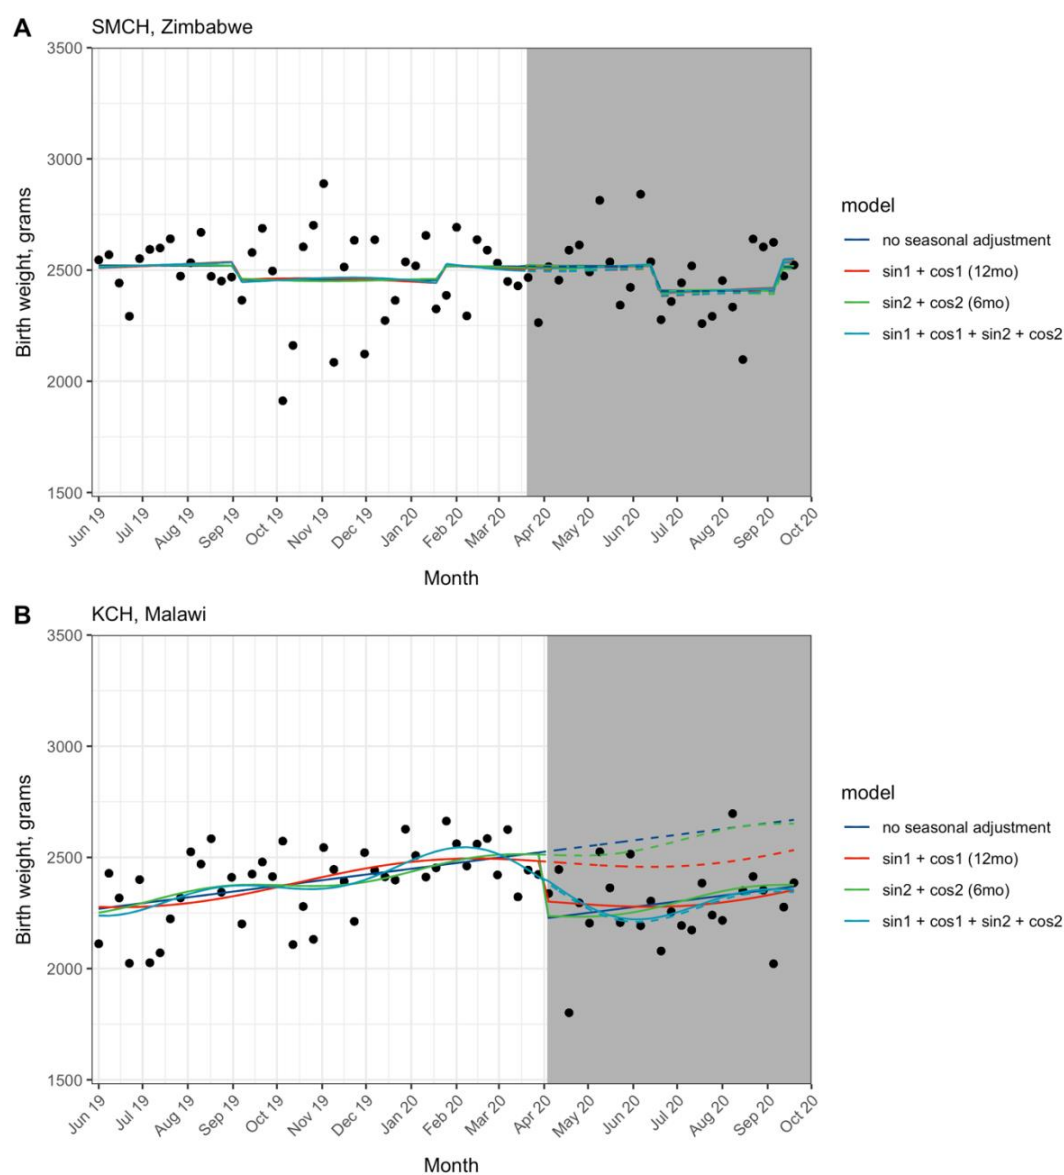 A
SMCH, Zimbabwe
3500
3000
2500
2000
1500
Birth weight, grams
Jun 19
Jul 19
Aug 19
Sep 19
Oct 19
Nov 19
Dec 19
Jan 20
Feb 20
Mar 20
Apr 20
May 20
Jun 20
Jul 20
Aug 20
Sep 20
Oct 20
Month
model
no seasonal adjustment
sin1 + cos1 (12mo)
sin2 + cos2 (6mo)
sin1 + cos1 + sin2 + cos2
B
KCH, Malawi
3500
3000
2500
2000
1500
Birth weight, grams
Jun 19
Jul 19
Aug 19
Sep 19
Oct 19
Nov 19
Dec 19
Jan 20
Feb 20
Mar 20
Apr 20
May 20
Jun 20
Jul 20
Aug 20
Sep 20
Oct 20
Month
model
no seasonal adjustment
sin1 + cos1 (12mo)
sin2 + cos2 (6mo)
sin1 + cos1 + sin2 + cos2